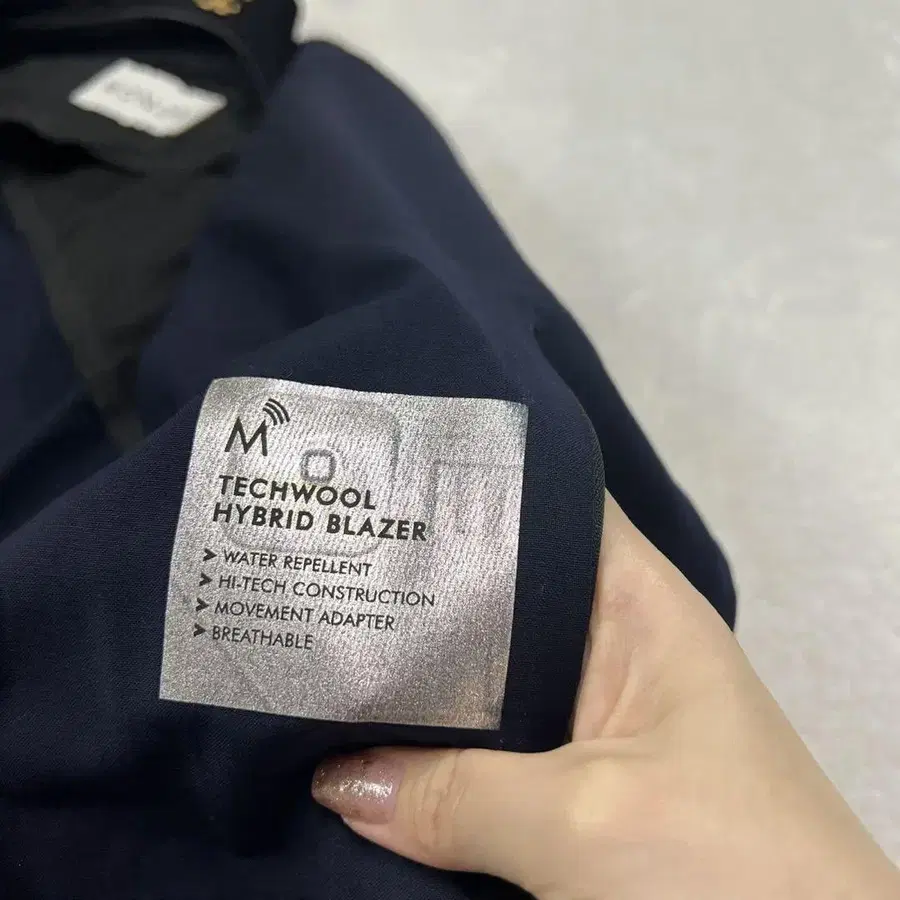 M
TECHWOOL
HYBRID BLAZER
> WATER REPELLENT
> HI-TECH CONSTRUCTION
> MOVEMENT ADAPTER
> BREATHABLE